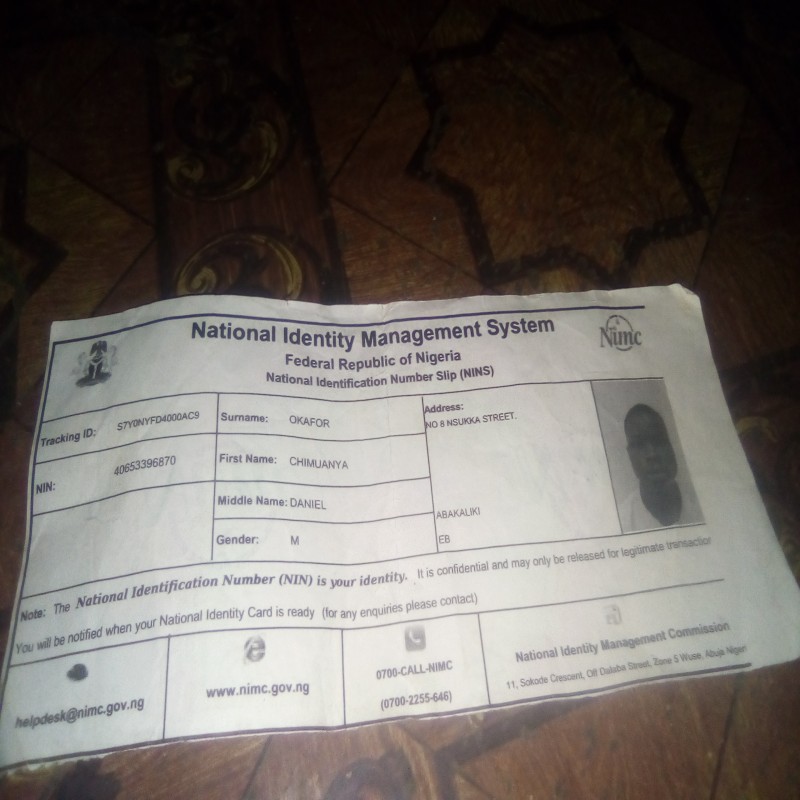 National Identity Management System
Federal Republic of Nigeria
National Identification Number Slip (NINS)
Nimc
Tracking ID: S7Y0NYFD4000AC9
Surname: OKAFOR
Address:
NO 8 NSUKKA STREET.
NIN: 40653396870
First Name: CHIMUANYA
Middle Name: DANIEL
ABAKALIKI
Gender: M
EB
Note: The National Identification Number (NIN) is your identity. It is confidential and may only be released for legitimate transaction
You will be notified when your National Identity Card is ready (for any enquiries please contact)
helpdesk@nimc.gov.ng
www.nimc.gov.ng
0700-CALL-NIMC
(0700-2255-646)
National Identity Management Commission
11, Sokode Crescent, Off Dalaba Street, Zone 5 Wuse, Abuja Niger